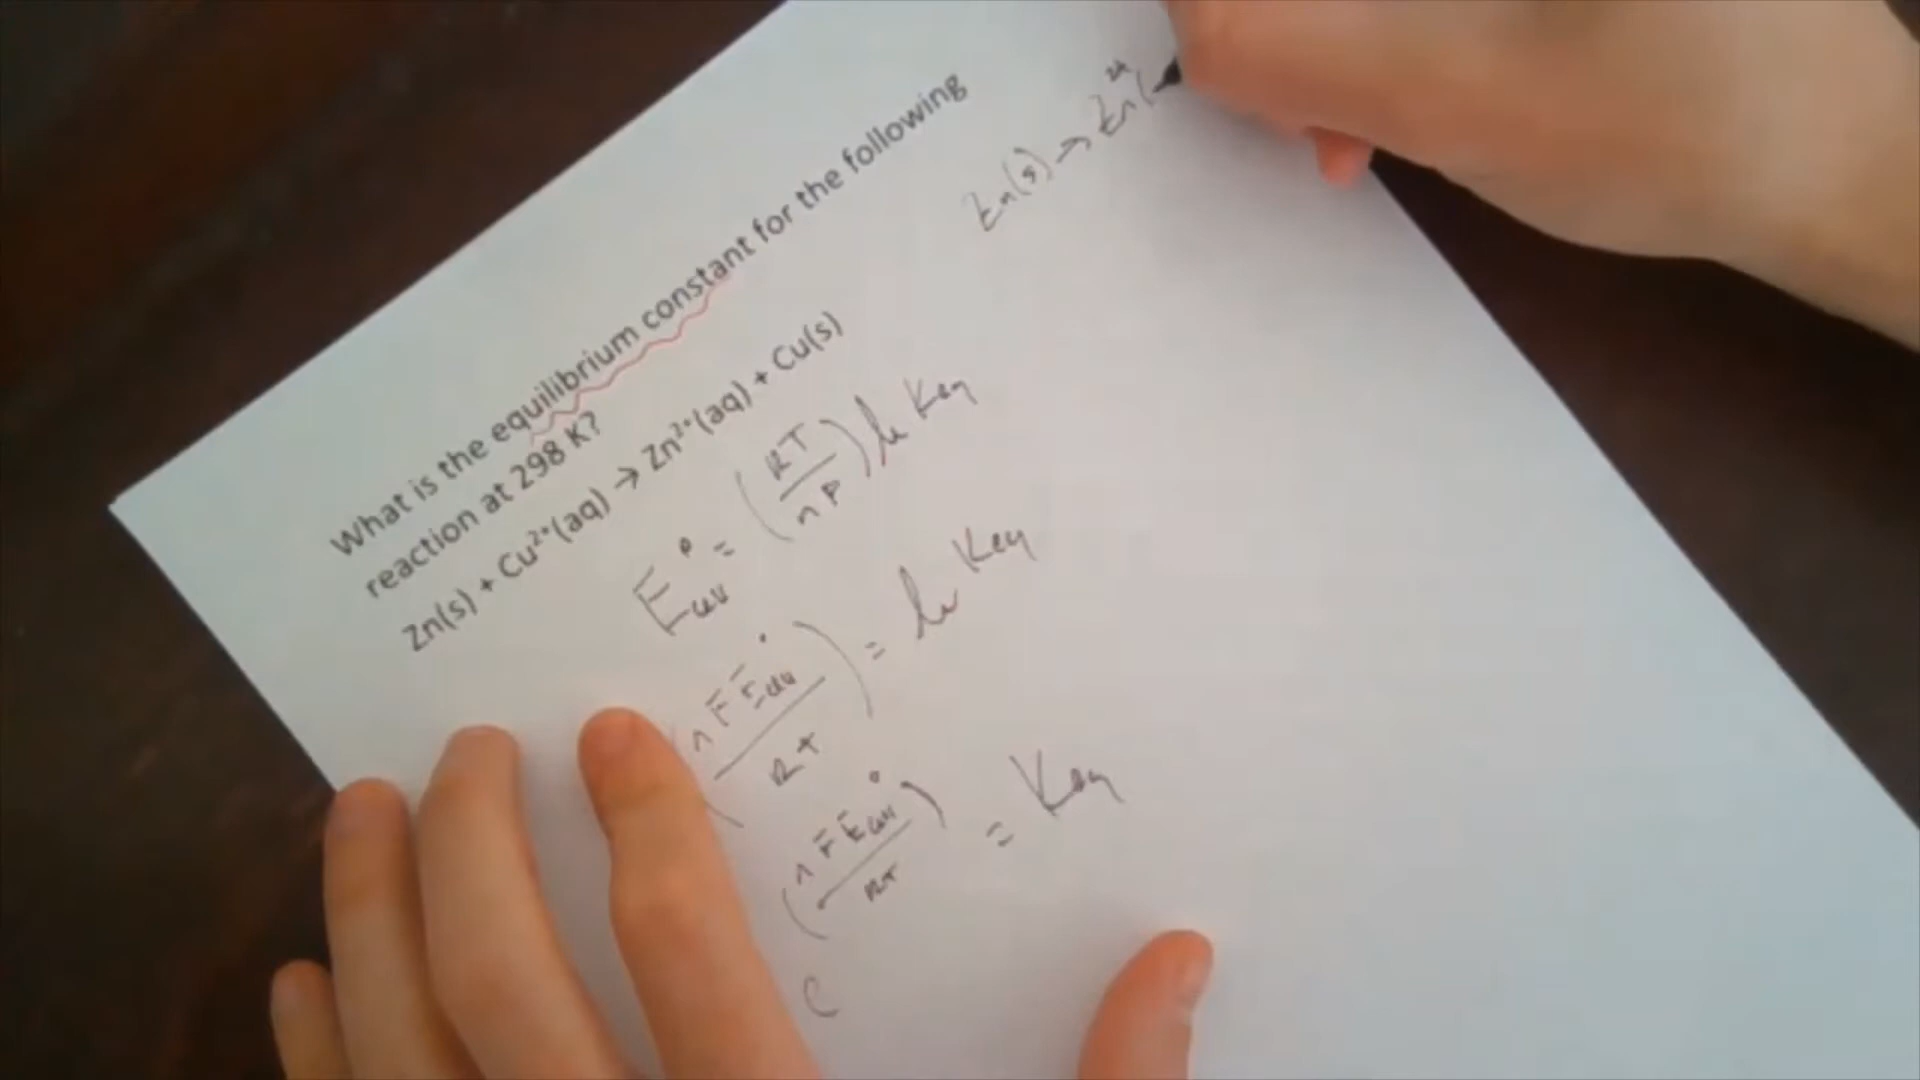 What is the equilibrium constant for the following
reaction at 298 K?
Zn(s) + Cu²⁺(aq) → Zn²⁺(aq) + Cu(s)
E°cell = (RT/nF) ln Keq
(nFE°cell/RT) = ln Keq
e(nFE°cell/RT) = Keq
Zn(s) → Zn²⁺(